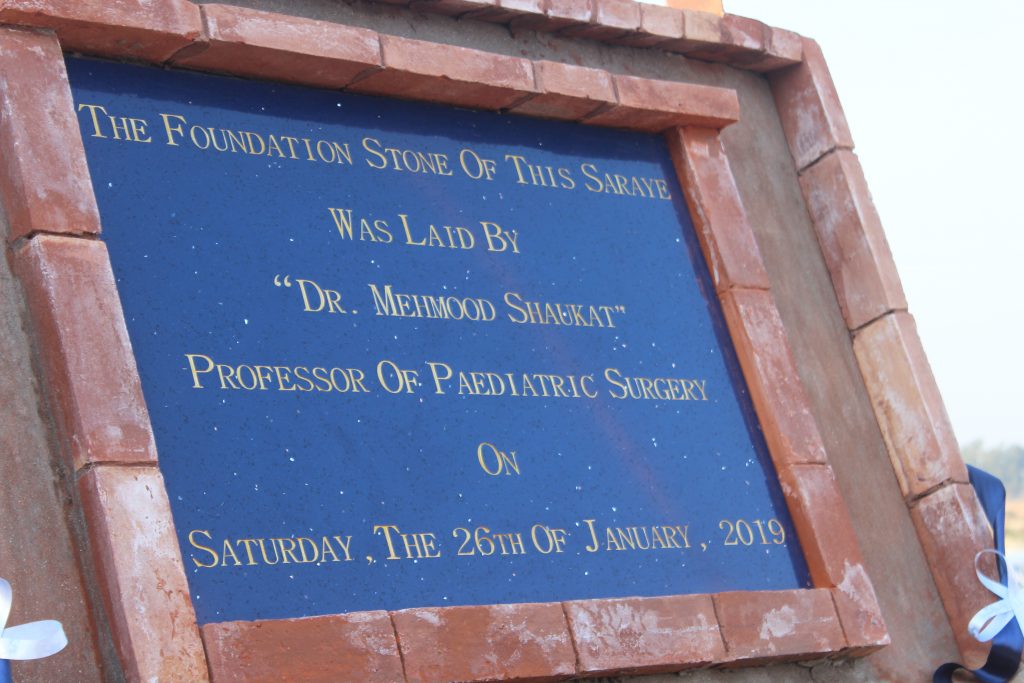 The Foundation Stone Of This Saraye
Was Laid By
“Dr. Mehmood Shaukat"
Professor Of Paediatric Surgery
On
Saturday ,The 26th Of January, 2019